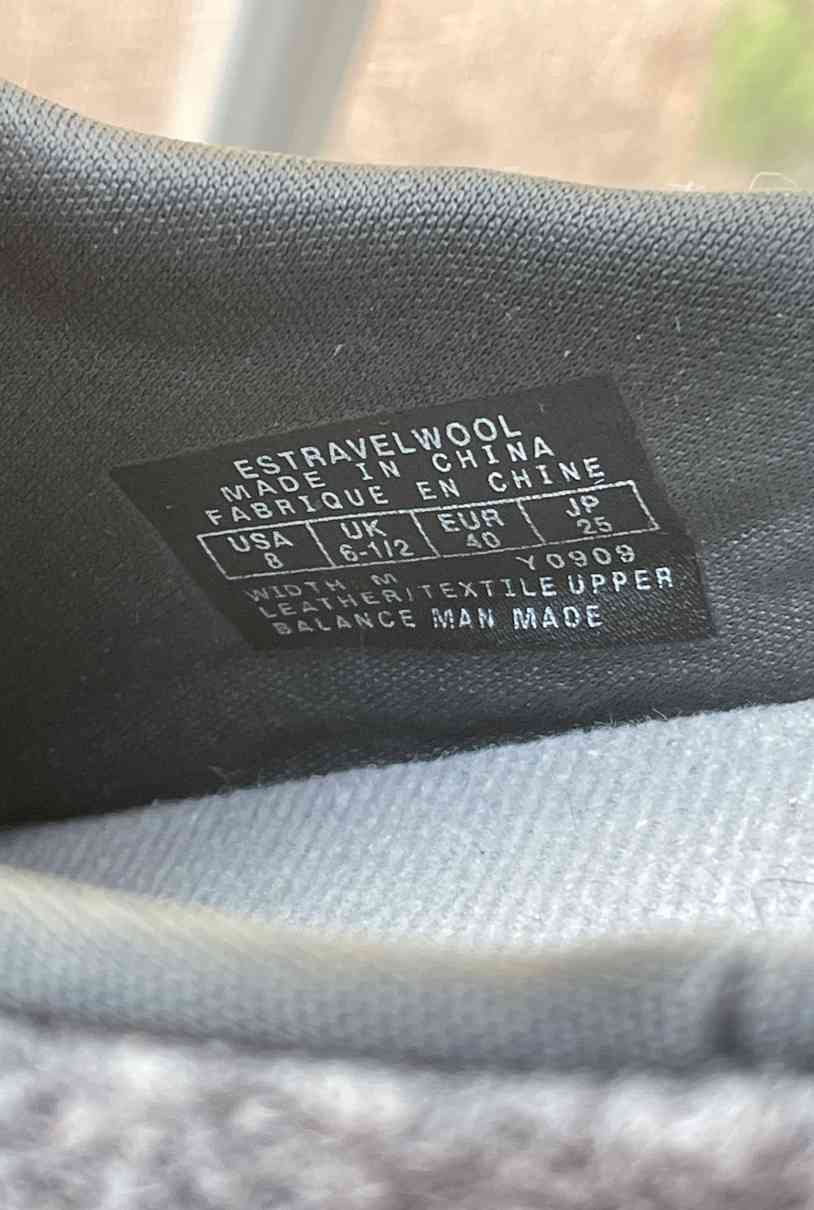 ESTRAVELWOOL
MADE IN CHINA
FABRIQUE EN CHINE
USA UK EUR JP
8 6-1/2 40 25
WIDTH M Y0909
LEATHER/TEXTILE UPPER
BALANCE MAN MADE